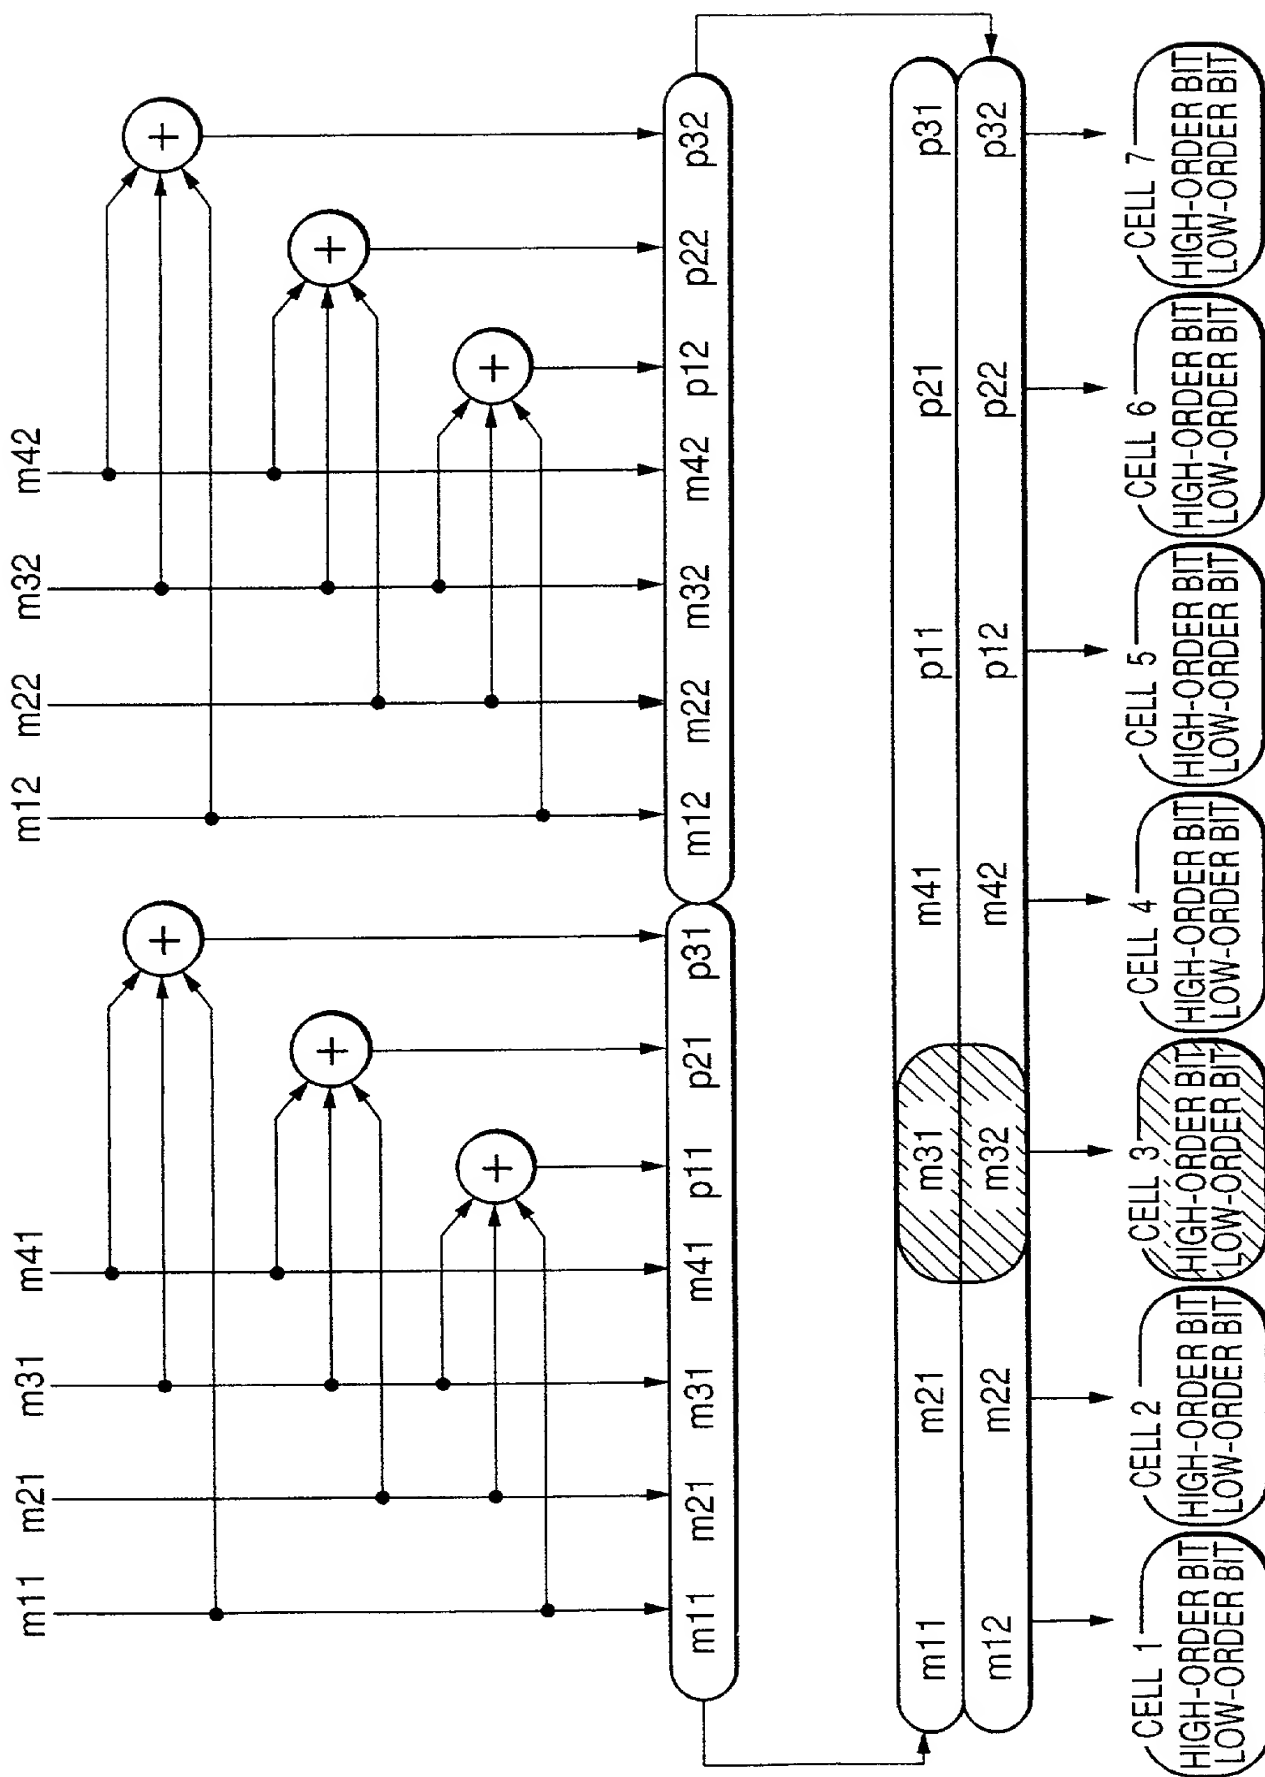 m11 m21 m31 m41 m12 m22 m32 m42
+ + + + + +
m11 m21 m31 m41 p11 p21 p31 m12 m22 m32 m42 p12 p22 p32
m11 m21 m31 m41 p11 p21 p31
m12 m22 m32 m42 p12 p22 p32
CELL 1
HIGH-ORDER BIT
LOW-ORDER BIT
CELL 2
HIGH-ORDER BIT
LOW-ORDER BIT
CELL 3
HIGH-ORDER BIT
LOW-ORDER BIT
CELL 4
HIGH-ORDER BIT
LOW-ORDER BIT
CELL 5
HIGH-ORDER BIT
LOW-ORDER BIT
CELL 6
HIGH-ORDER BIT
LOW-ORDER BIT
CELL 7
HIGH-ORDER BIT
LOW-ORDER BIT